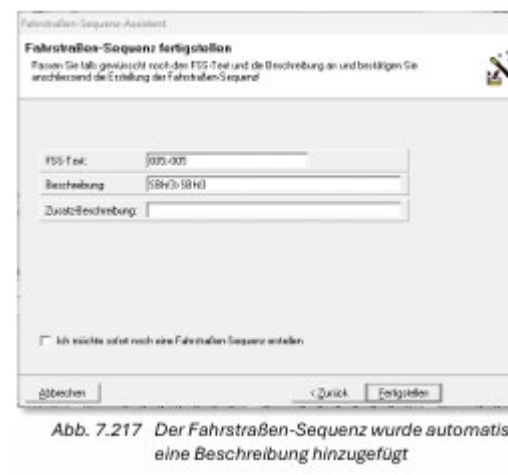 Fahrstraßen-Sequenz-Assistent
Fahrstraßen-Sequenz fertigstellen
Passen Sie falls gewünscht noch den FSS-Text und die Beschreibung an und bestätigen Sie
anschliessend die Erstellung der Fahrstraßen-Sequenz!
FSS-Text:
Beschreibung:
Zusatz-Beschreibung:
Ich möchte sofort noch eine Fahrstraßen Sequenz erstellen
Abbrechen
< Zurück
Fertigstellen
Abb. 7.217 Der Fahrstraßen-Sequenz wurde automatis
eine Beschreibung hinzugefügt